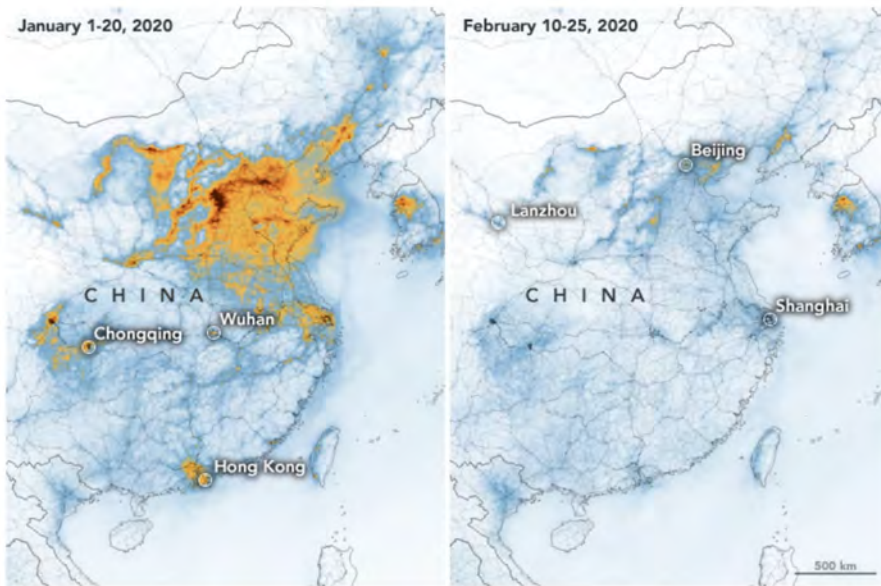 January 1-20, 2020
CHINA
Wuhan
Chongqing
Hong Kong
February 10-25, 2020
Beijing
Lanzhou
CHINA
Shanghai
500 km